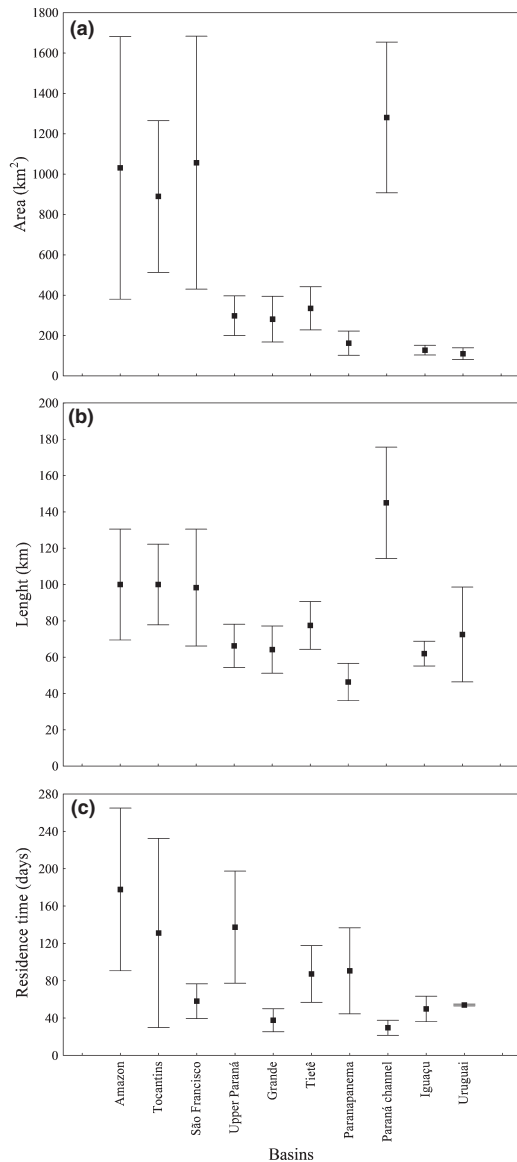 (a)
1800
1600
1400
1200
1000
800
600
400
200
0
Area (km²)
(b)
200
180
160
140
120
100
80
60
40
20
0
Lenght (km)
(c)
280
240
200
160
120
80
40
0
Residence time (days)
Amazon
Tocantins
São Francisco
Upper Paraná
Grande
Tietê
Paranapanema
Paraná channel
Iguaçu
Uruguai
Basins